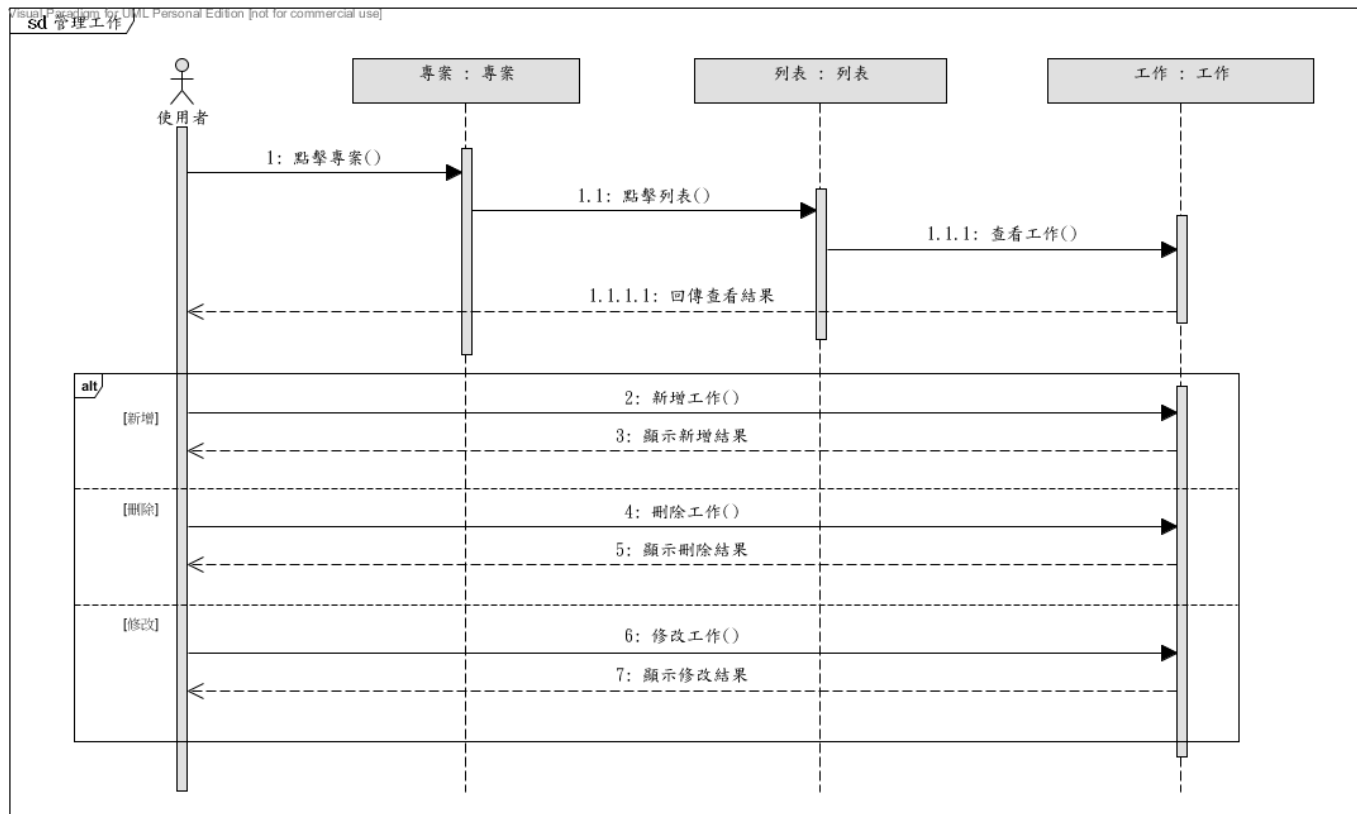 Visual Paradigm for UML Personal Edition [not for commercial use]
sd 管理工作
專案 : 專案
列表 : 列表
工作 : 工作
使用者
1: 點擊專案()
1.1: 點擊列表()
1.1.1: 查看工作()
1.1.1.1: 回傳查看結果
alt
[新增]
2: 新增工作()
3: 顯示新增結果
[刪除]
4: 刪除工作()
5: 顯示刪除結果
[修改]
6: 修改工作()
7: 顯示修改結果